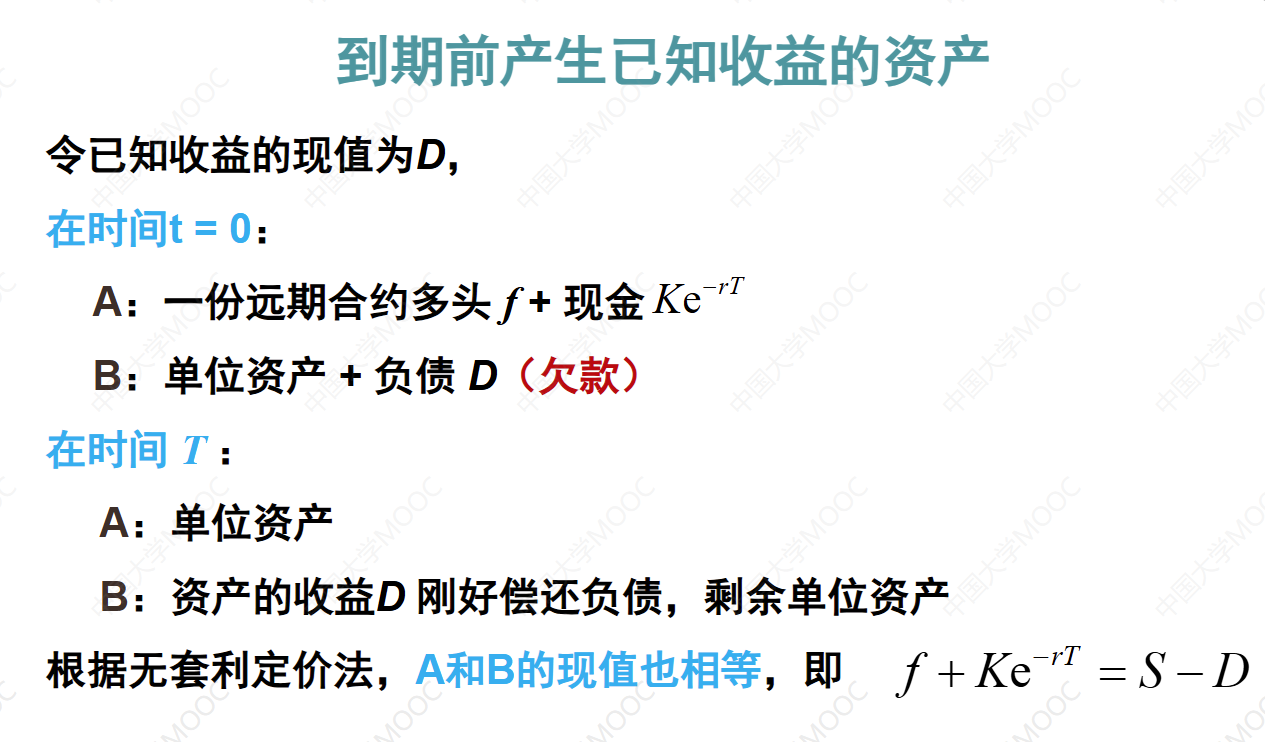 到期前产生已知收益的资产
令已知收益的现值为D，
在时间t = 0：
A：一份远期合约多头 f + 现金 Ke^{-rT}
B：单位资产 + 负债 D（欠款）
在时间 T ：
A：单位资产
B：资产的收益D 刚好偿还负债，剩余单位资产
根据无套利定价法，A和B的现值也相等，即 f + Ke^{-rT} = S − D
中国大学MOOC